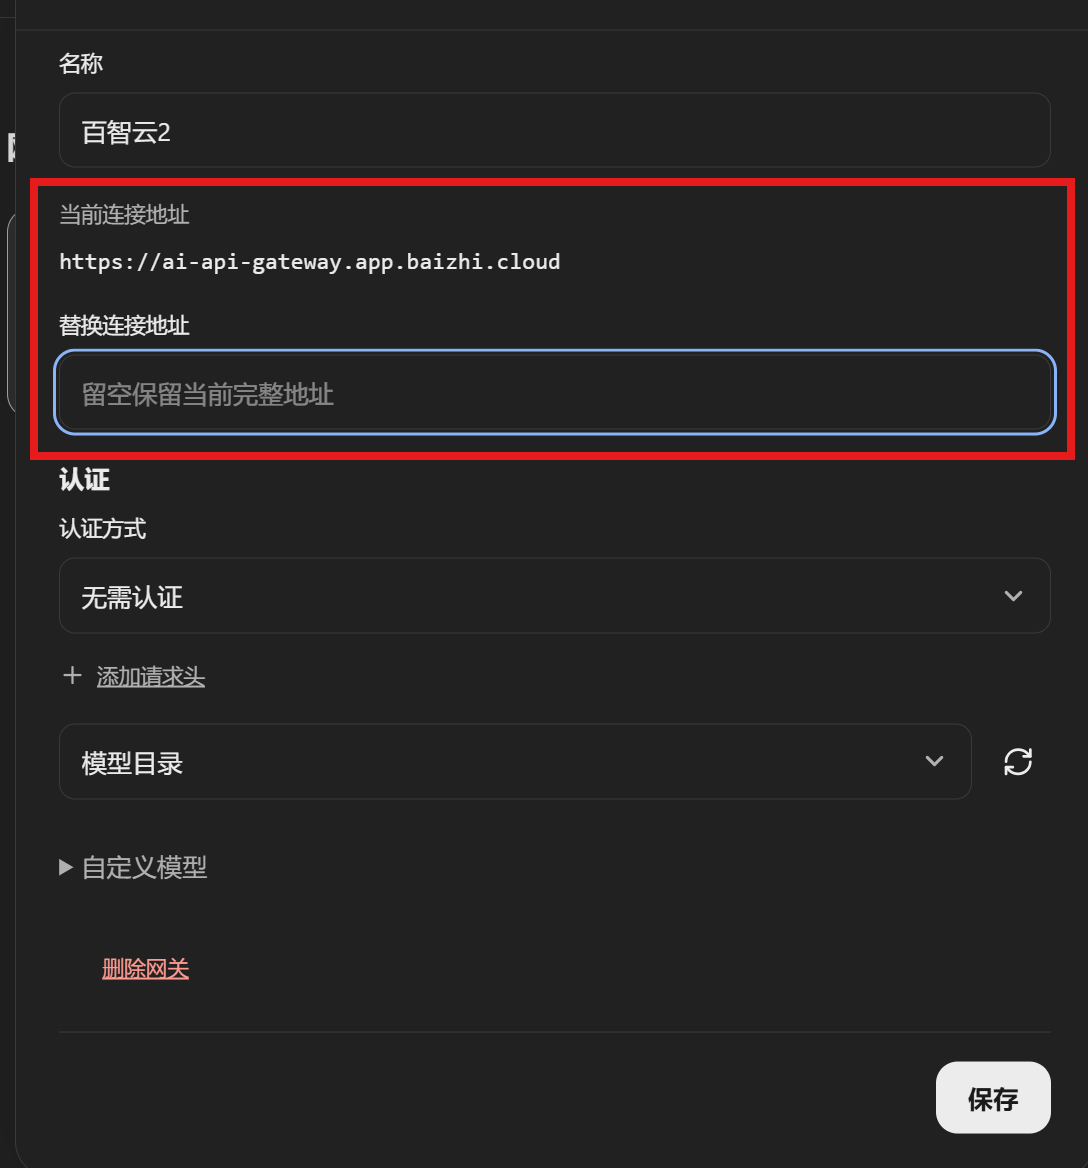 名称
百智云2
当前连接地址
https://ai-api-gateway.app.baizhi.cloud
替换连接地址
留空保留当前完整地址
认证
认证方式
无需认证
添加请求头
模型目录
自定义模型
删除网关
保存